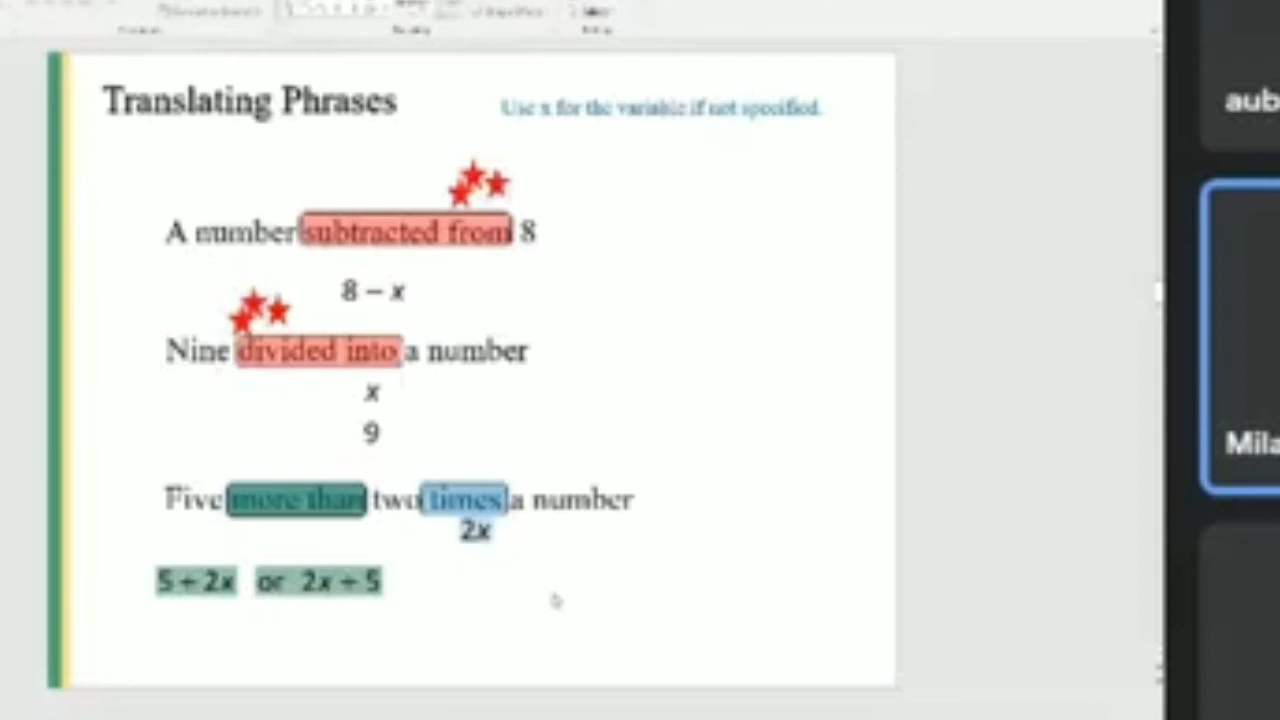 Translating Phrases
Use x for the variable if not specified.
A number subtracted from 8
8 – x
Nine divided into a number
x
9
Five more than two times a number
2x
5 + 2x or 2x + 5
aub
Mila